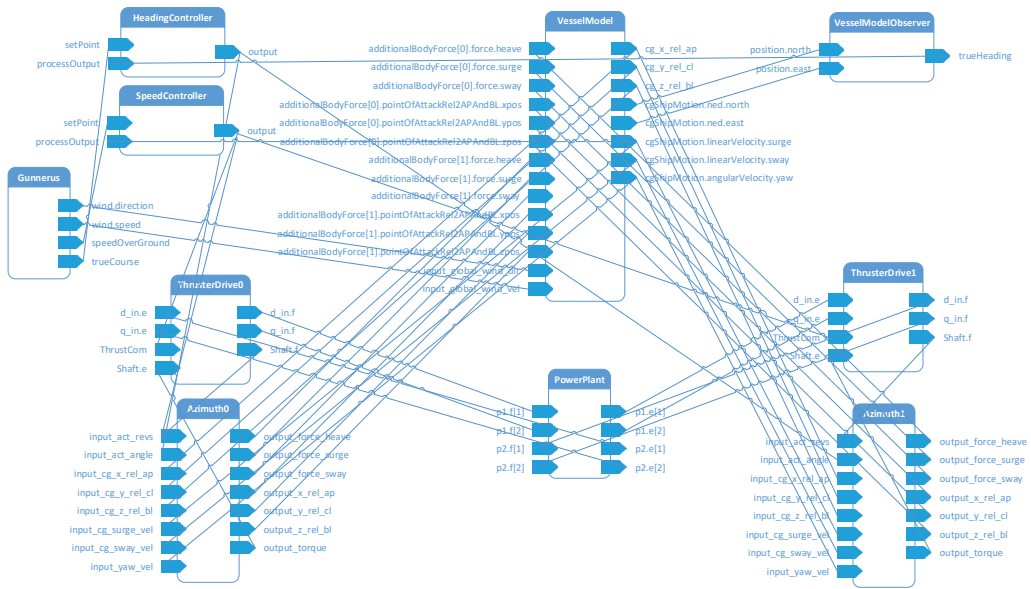 HeadingController
setPoint
processOutput
output
SpeedController
setPoint
processOutput
output
Gunnerus
wind.direction
wind.speed
speedOverGround
trueCourse
VesselModel
additionalBodyForce[0].force.heave
additionalBodyForce[0].force.surge
additionalBodyForce[0].force.sway
additionalBodyForce[0].pointOfAttackRel2APAndBL.xpos
additionalBodyForce[0].pointOfAttackRel2APAndBL.ypos
additionalBodyForce[0].pointOfAttackRel2APAndBL.zpos
additionalBodyForce[1].force.heave
additionalBodyForce[1].force.surge
additionalBodyForce[1].force.sway
additionalBodyForce[1].pointOfAttackRel2APAndBL.xpos
additionalBodyForce[1].pointOfAttackRel2APAndBL.ypos
additionalBodyForce[1].pointOfAttackRel2APAndBL.zpos
input_global_wind_dir
input_global_wind_vel
cg_x_rel_ap
cg_y_rel_cl
cg_z_rel_bl
cgShipMotion.ned.north
cgShipMotion.ned.east
cgShipMotion.linearVelocity.surge
cgShipMotion.linearVelocity.sway
cgShipMotion.angularVelocity.yaw
VesselModelObserver
position.north
position.east
trueHeading
ThrusterDrive0
d_in.e
q_in.e
ThrustCom
Shaft.e
d_in.f
q_in.f
Shaft.f
Azimuth0
input_act_revs
input_act_angle
input_cg_x_rel_ap
input_cg_y_rel_cl
input_cg_z_rel_bl
input_cg_surge_vel
input_cg_sway_vel
input_yaw_vel
output_force_heave
output_force_surge
output_force_sway
output_x_rel_ap
output_y_rel_cl
output_z_rel_bl
output_torque
PowerPlant
p1.f[1]
p1.f[2]
p2.f[1]
p2.f[2]
p1.e[1]
p1.e[2]
p2.e[1]
p2.e[2]
ThrusterDrive1
d_in.e
q_in.e
ThrustCom
Shaft.e
d_in.f
q_in.f
Shaft.f
Azimuth1
input_act_revs
input_act_angle
input_cg_x_rel_ap
input_cg_y_rel_cl
input_cg_z_rel_bl
input_cg_surge_vel
input_cg_sway_vel
input_yaw_vel
output_force_heave
output_force_surge
output_force_sway
output_x_rel_ap
output_y_rel_cl
output_z_rel_bl
output_torque